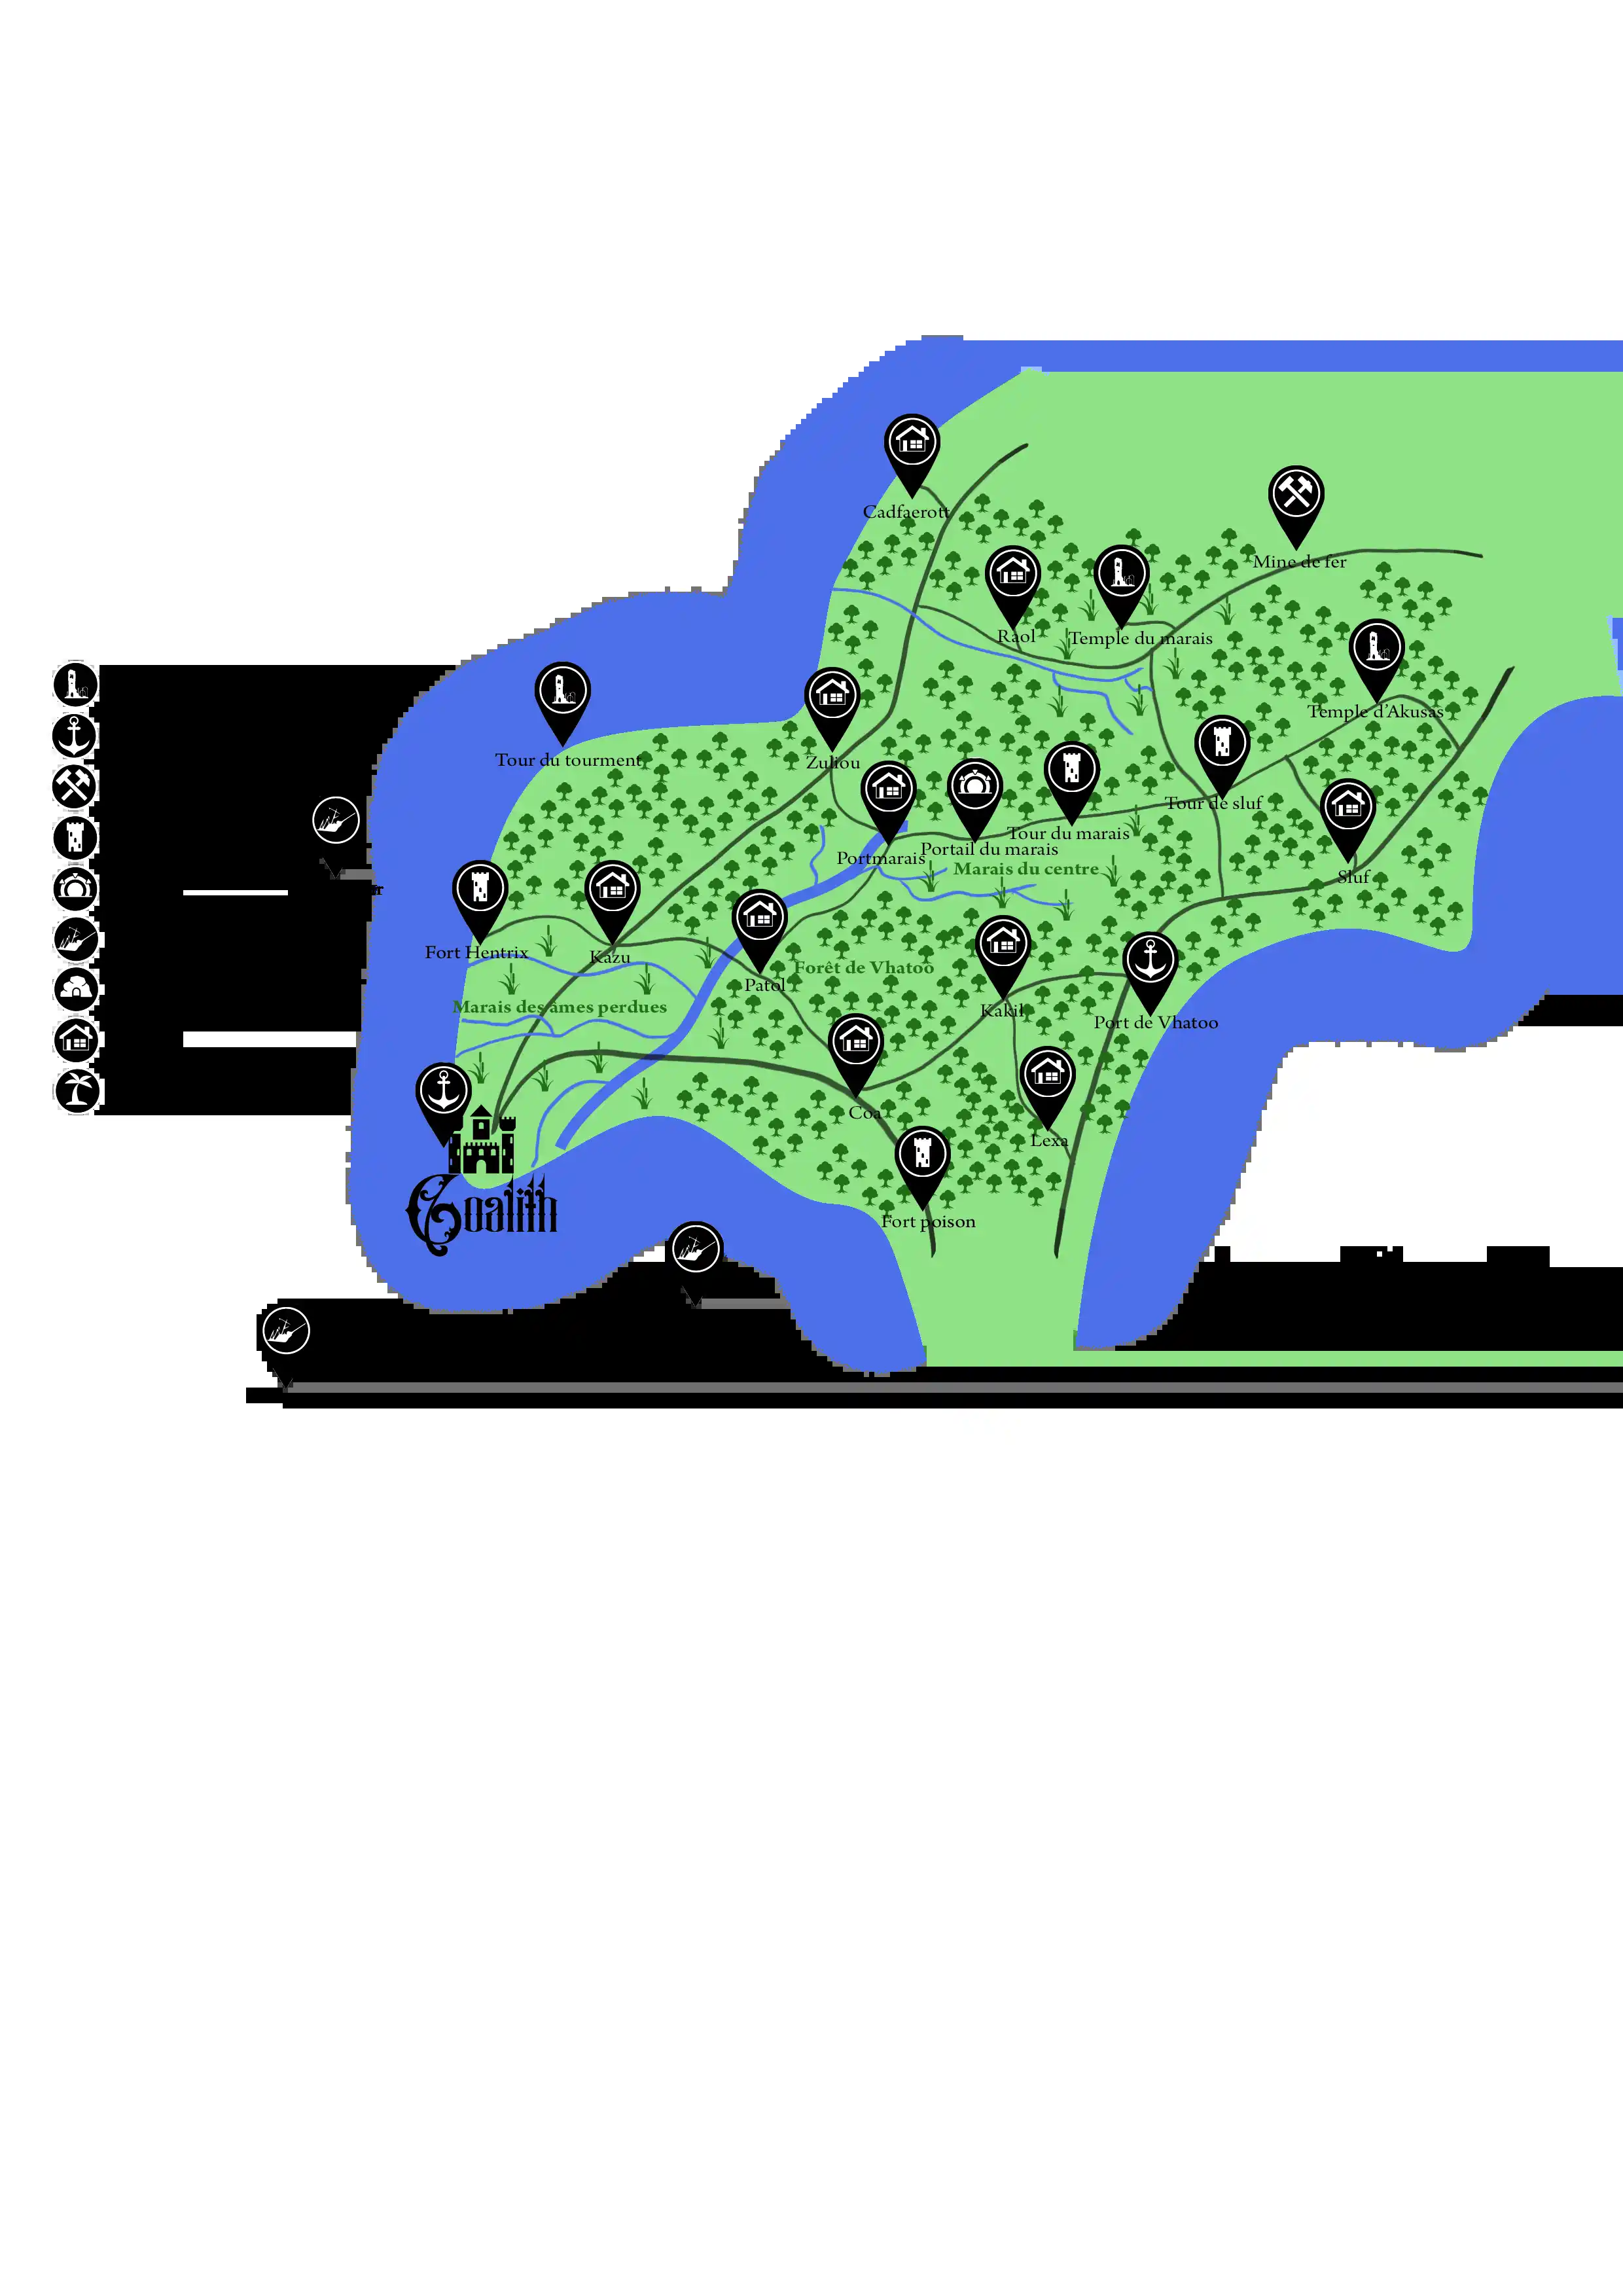 Cadfaerott
Mine de fer
Raol
Temple du marais
Temple d'Akusas
Tour du tourment
Zuliou
Tour de sluf
Tour du marais
Portail du marais
Portmarais
Marais du centre
Sluf
Fort Hentrix
Kazu
Forêt de Vhatoo
Patol
Marais des âmes perdues
Kakil
Port de Vhatoo
Coa
Lexa
Fort poison
Coalith